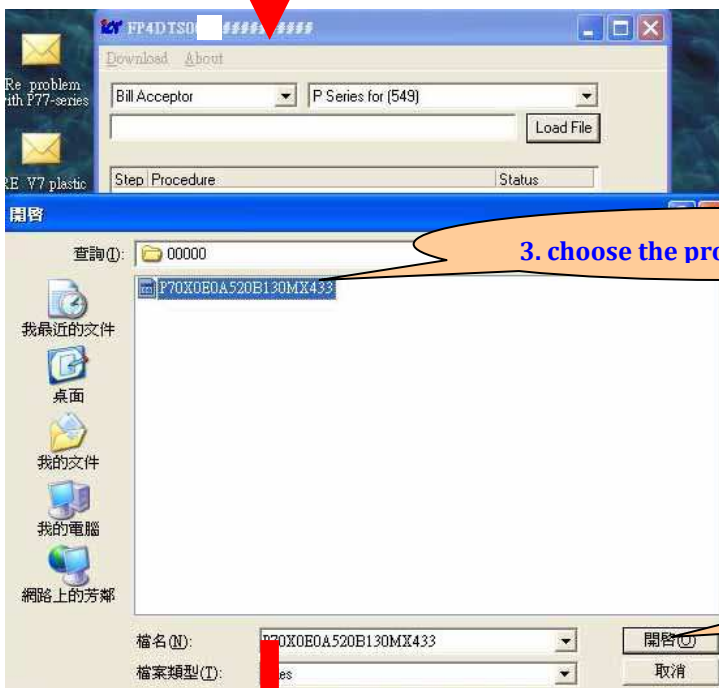 FP4DTS0
Download About
Re problem
ith P77-series
Bill Acceptor
P Series for (549)
Load File
RE V7 plastic
Step Procedure Status
開啓
查詢(I):
00000
3. choose the pro
P70X0E0A520B130MX433
我最近的文件
桌面
我的文件
我的電腦
網路上的芳鄰
檔名(N):
P70X0E0A520B130MX433
開啓(O)
檔案類型(T):
es
取消